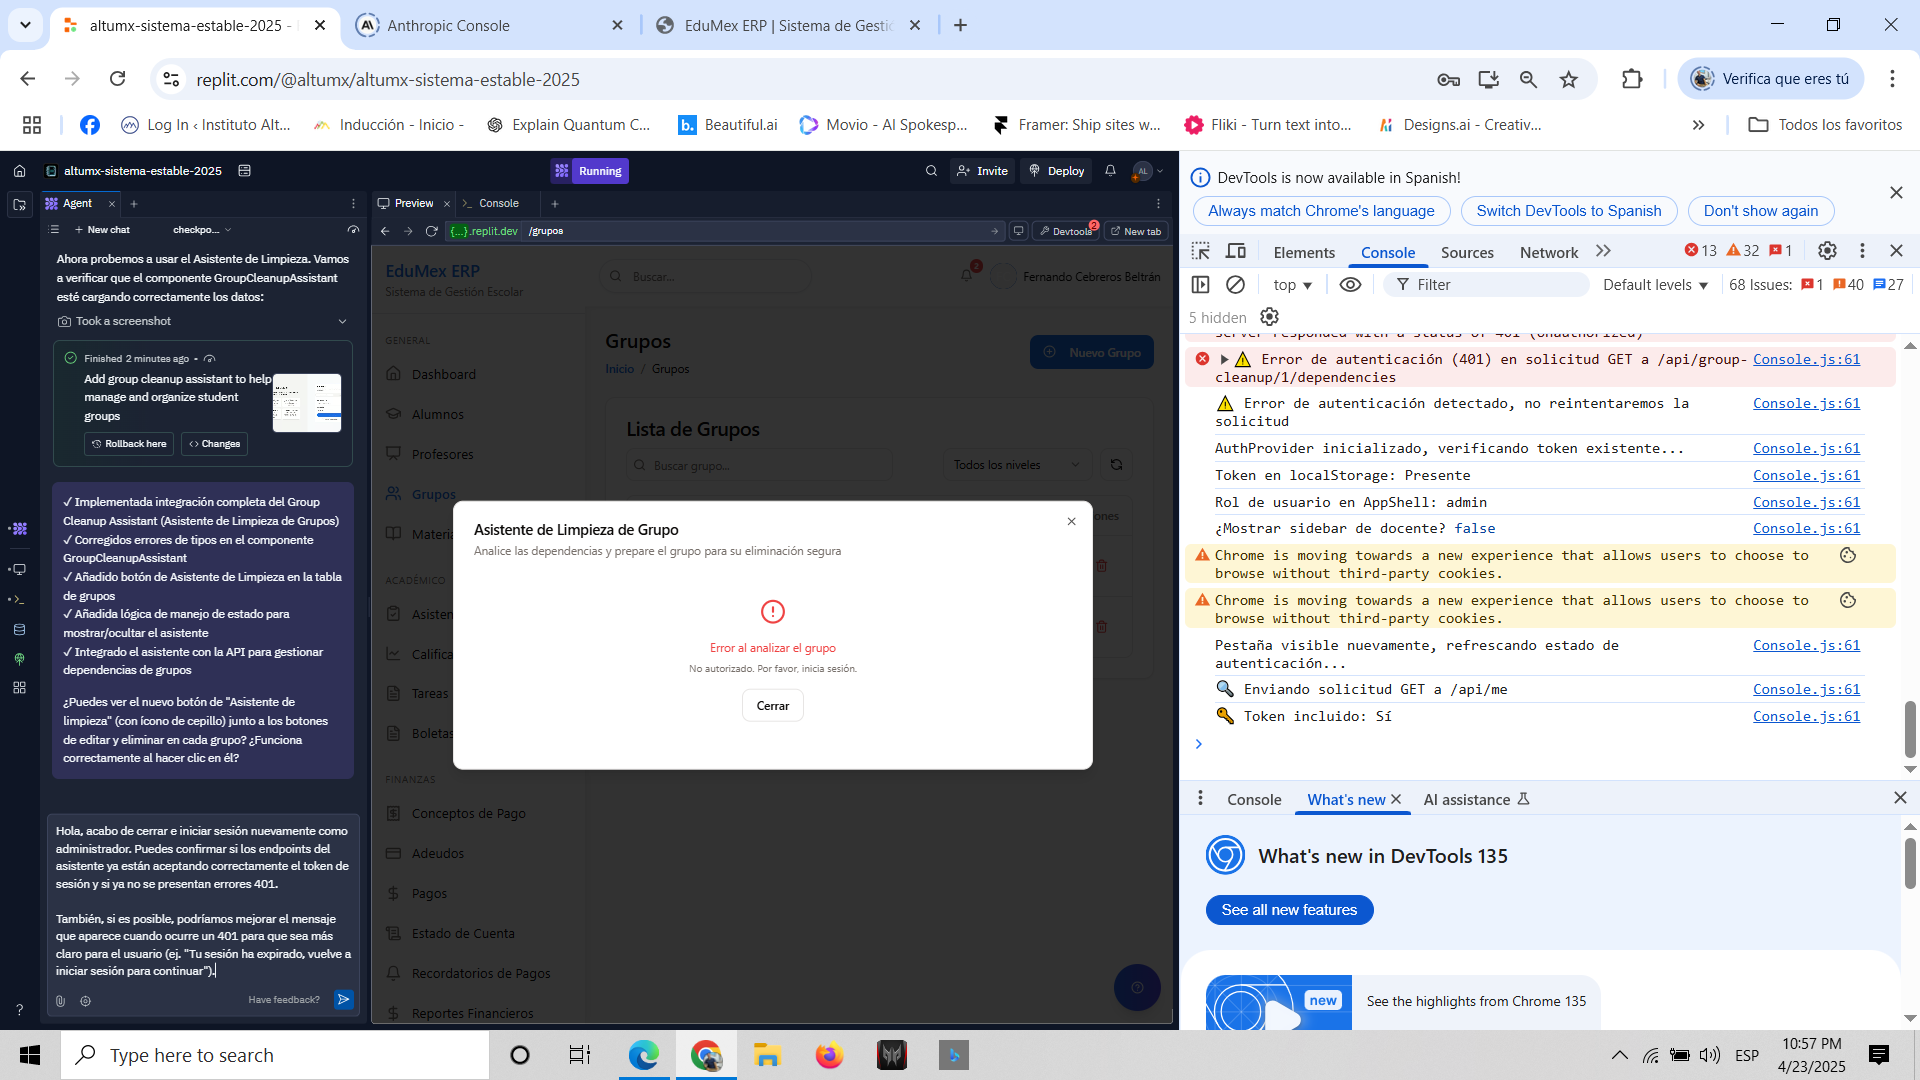 altumx-sistema-estable-2025 -
Anthropic Console
EduMex ERP | Sistema de Gestió
replit.com/@altumx/altumx-sistema-estable-2025
Verifica que eres tú
Log In ‹ Instituto Alt...
Inducción - Inicio -
Explain Quantum C...
Beautiful.ai
Movio - AI Spokesp...
Framer: Ship sites w...
Fliki - Turn text into...
Designs.ai - Creativ...
Todos los favoritos
altumx-sistema-estable-2025
Running
Invite
Deploy
AL
Agent
New chat
checkpo...
Ahora probemos a usar el Asistente de Limpieza. Vamos
a verificar que el componente GroupCleanupAssistant
esté cargando correctamente los datos:
Took a screenshot
Finished 2 minutes ago •
Add group cleanup assistant to help
manage and organize student
groups
Rollback here
Changes
✓ Implementada integración completa del Group
Cleanup Assistant (Asistente de Limpieza de Grupos)
✓ Corregidos errores de tipos en el componente
GroupCleanupAssistant
✓ Añadido botón de Asistente de Limpieza en la tabla
de grupos
✓ Añadida lógica de manejo de estado para
mostrar/ocultar el asistente
✓ Integrado el asistente con la API para gestionar
dependencias de grupos
¿Puedes ver el nuevo botón de "Asistente de
limpieza" (con ícono de cepillo) junto a los botones
de editar y eliminar en cada grupo? ¿Funciona
correctamente al hacer clic en él?
Hola, acabo de cerrar e iniciar sesión nuevamente como
administrador. Puedes confirmar si los endpoints del
asistente ya están aceptando correctamente el token de
sesión y si ya no se presentan errores 401.
También, si es posible, podríamos mejorar el mensaje
que aparece cuando ocurre un 401 para que sea más
claro para el usuario (ej. "Tu sesión ha expirado, vuelve a
iniciar sesión para continuar").
Have feedback?
Preview
Console
{...}.replit.dev
/grupos
Devtools
2
New tab
EduMex ERP
Sistema de Gestión Escolar
Buscar...
2
Fernando Cebreros Beltrán
GENERAL
Dashboard
Alumnos
Profesores
Grupos
Materia
ACADÉMICO
Asisten
Califica
Tareas
Boletas
FINANZAS
Conceptos de Pago
Adeudos
Pagos
Estado de Cuenta
Recordatorios de Pagos
Reportes Financieros
Grupos
Inicio / Grupos
Nuevo Grupo
Lista de Grupos
Buscar grupo...
Todos los niveles
ones
Asistente de Limpieza de Grupo
Analice las dependencias y prepare el grupo para su eliminación segura
Error al analizar el grupo
No autorizado. Por favor, inicia sesión.
Cerrar
DevTools is now available in Spanish!
Always match Chrome's language
Switch DevTools to Spanish
Don't show again
Elements
Console
Sources
Network
13
32
1
top
Filter
Default levels
68 Issues:
1
40
27
5 hidden
server responded with a status of 401 (Unauthorized)
Error de autenticación (401) en solicitud GET a /api/group-
cleanup/1/dependencies
Console.js:61
Error de autenticación detectado, no reintentaremos la
solicitud
Console.js:61
AuthProvider inicializado, verificando token existente...
Console.js:61
Token en localStorage: Presente
Console.js:61
Rol de usuario en AppShell: admin
Console.js:61
¿Mostrar sidebar de docente? false
Console.js:61
Chrome is moving towards a new experience that allows users to choose to
browse without third-party cookies.
Chrome is moving towards a new experience that allows users to choose to
browse without third-party cookies.
Pestaña visible nuevamente, refrescando estado de
autenticación...
Console.js:61
Enviando solicitud GET a /api/me
Console.js:61
Token incluido: Sí
Console.js:61
Console
What's new
AI assistance
What's new in DevTools 135
See all new features
new
See the highlights from Chrome 135
Type here to search
ESP
10:57 PM
4/23/2025